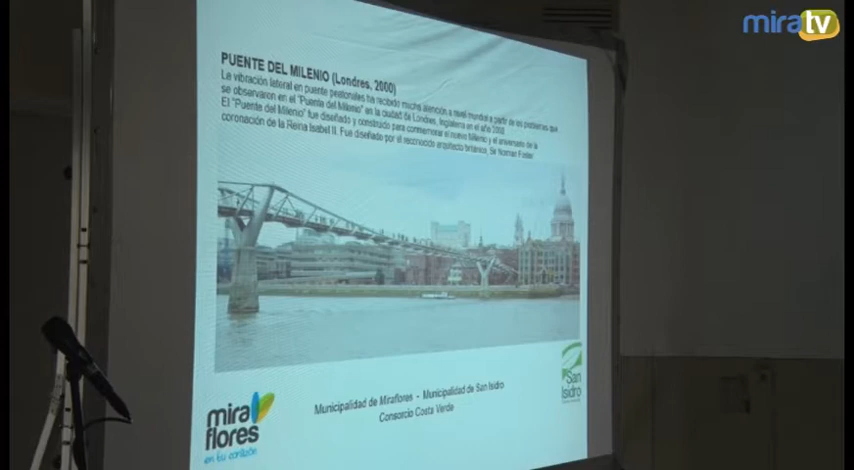 miratv
PUENTE DEL MILENIO (Londres, 2000)
La vibración lateral en puente peatonales ha recibido mucha atención a nivel mundial a partir de los problemas que
se observaron en el "Puente del Milenio" en la ciudad de Londres, Inglaterra en el año 2000.
El "Puente del Milenio" fue diseñado y construido para conmemorar el nuevo Milenio y el aniversario de la
coronación de la Reina Isabel II. Fue diseñado por el reconocido arquitecto británico, Sir Norman Foster
mira
flores
en tu corazón
Municipalidad de Miraflores - Municipalidad de San Isidro
Consorcio Costa Verde
San
Isidro